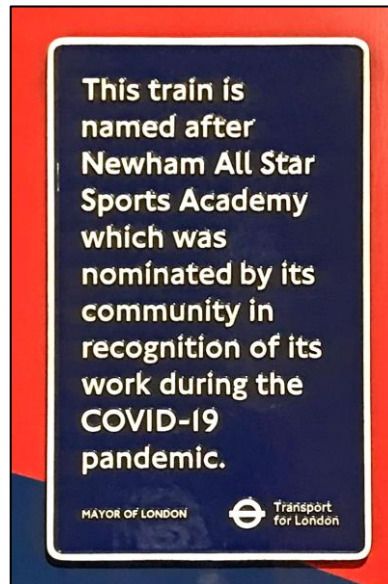 This train is
named after
Newham All Star
Sports Academy
which was
nominated by its
community in
recognition of its
work during the
COVID-19
pandemic.
MAYOR OF LONDON
Transport
for London